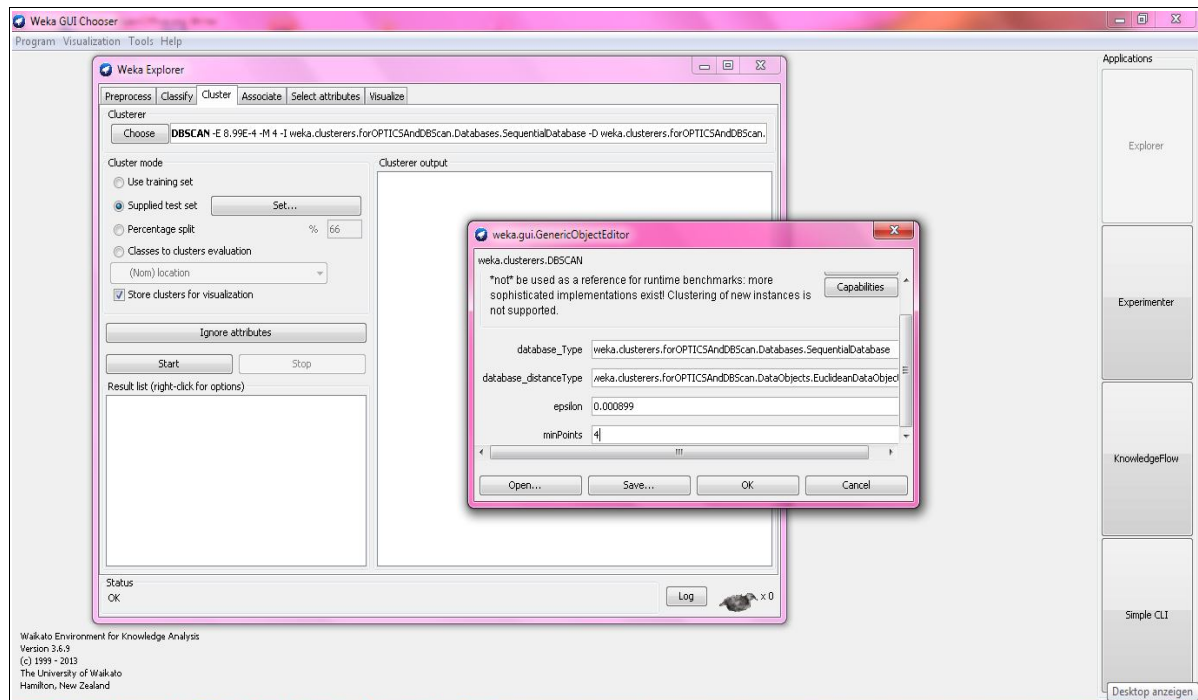 Weka GUI Chooser
Program Visualization Tools Help
Applications
Explorer
Experimenter
KnowledgeFlow
Simple CLI
Desktop anzeigen
Weka Explorer
Preprocess Classify Cluster Associate Select attributes Visualize
Clusterer
Choose DBSCAN -E 8.99E-4 -M 4 -I weka.clusterers.forOPTICSAndDBScan.Databases.SequentialDatabase -D weka.clusterers.forOPTICSAndDBScan.
Cluster mode
Use training set
Supplied test set Set...
Percentage split % 66
Classes to clusters evaluation
(Nom) location
Store clusters for visualization
Ignore attributes
Start Stop
Result list (right-click for options)
Clusterer output
weka.gui.GenericObjectEditor
weka.clusterers.DBSCAN
*not* be used as a reference for runtime benchmarks: more
sophisticated implementations exist! Clustering of new instances is
not supported.
Capabilities
database_Type weka.clusterers.forOPTICSAndDBScan.Databases.SequentialDatabase
database_distanceType weka.clusterers.forOPTICSAndDBScan.DataObjects.EuclideanDataObject
epsilon 0.000899
minPoints 4
Open... Save... OK Cancel
Status
OK
Log x 0
Waikato Environment for Knowledge Analysis
Version 3.6.9
(c) 1999 - 2013
The University of Waikato
Hamilton, New Zealand